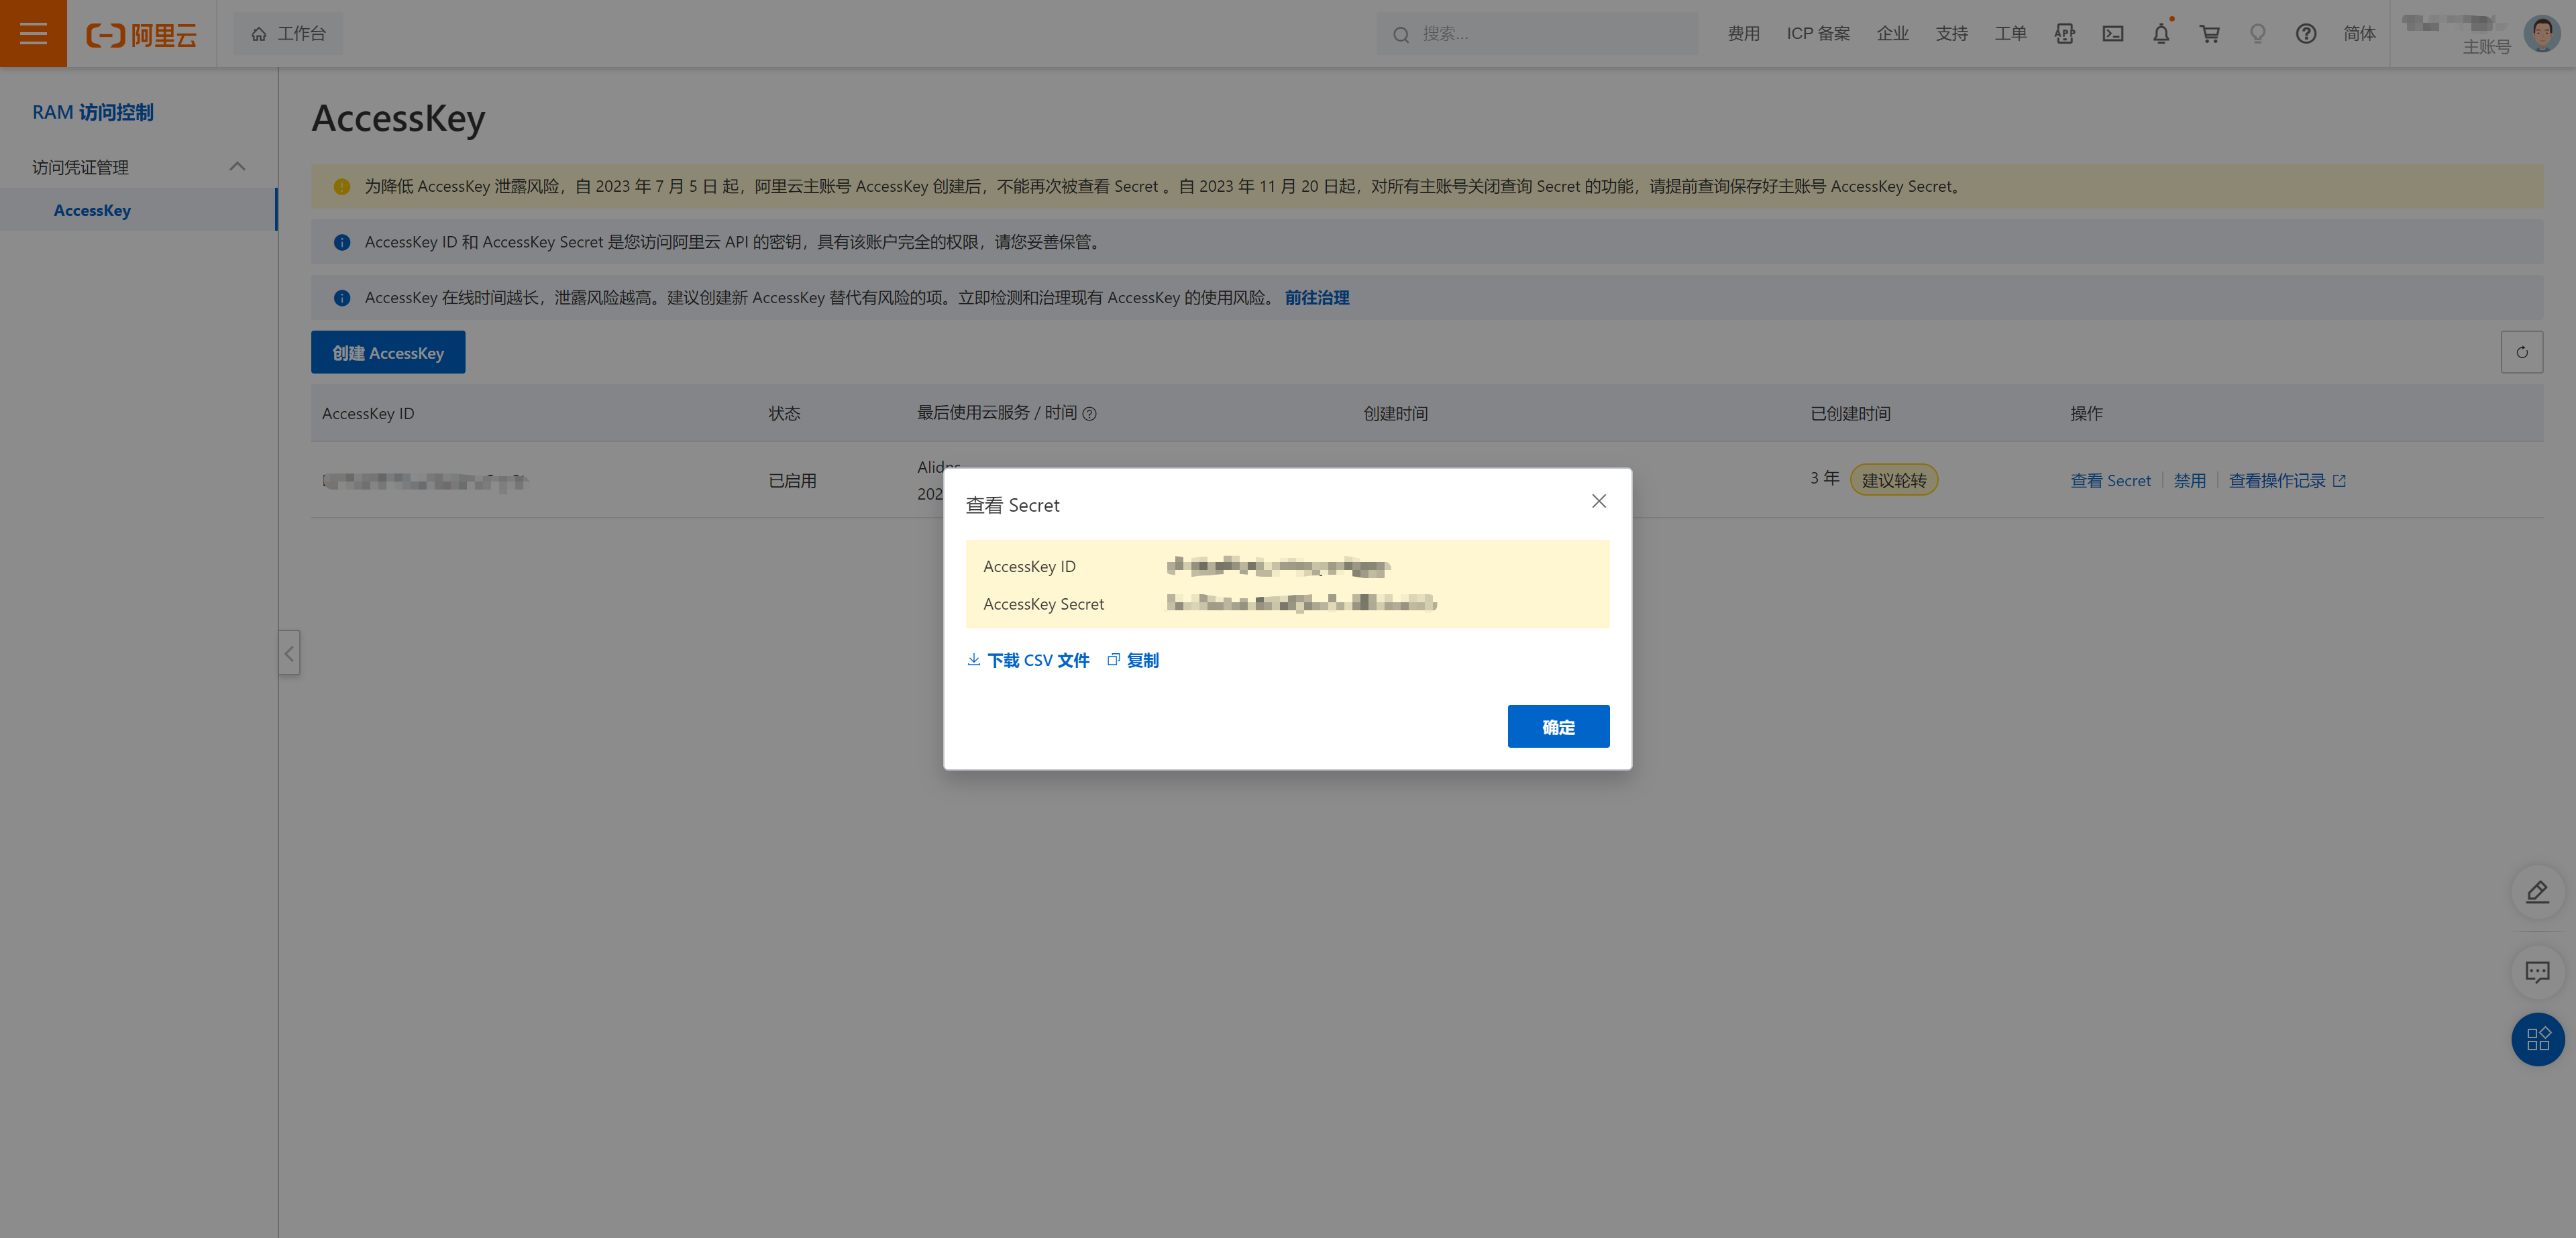 阿里云
工作台
搜索...
费用
ICP 备案
企业
支持
工单
简体
主账号
RAM 访问控制
访问凭证管理
AccessKey
AccessKey
为降低 AccessKey 泄露风险，自 2023 年 7 月 5 日 起，阿里云主账号 AccessKey 创建后，不能再次被查看 Secret 。自 2023 年 11 月 20 日起，对所有主账号关闭查询 Secret 的功能，请提前查询保存好主账号 AccessKey Secret。
AccessKey ID 和 AccessKey Secret 是您访问阿里云 API 的密钥，具有该账户完全的权限，请您妥善保管。
AccessKey 在线时间越长，泄露风险越高。建议创建新 AccessKey 替代有风险的项。立即检测和治理现有 AccessKey 的使用风险。 前往治理
创建 AccessKey
AccessKey ID
状态
最后使用云服务 / 时间
创建时间
已创建时间
操作
已启用
Alidns
202
3 年
建议轮转
查看 Secret
禁用
查看操作记录
查看 Secret
AccessKey ID
AccessKey Secret
下载 CSV 文件
复制
确定